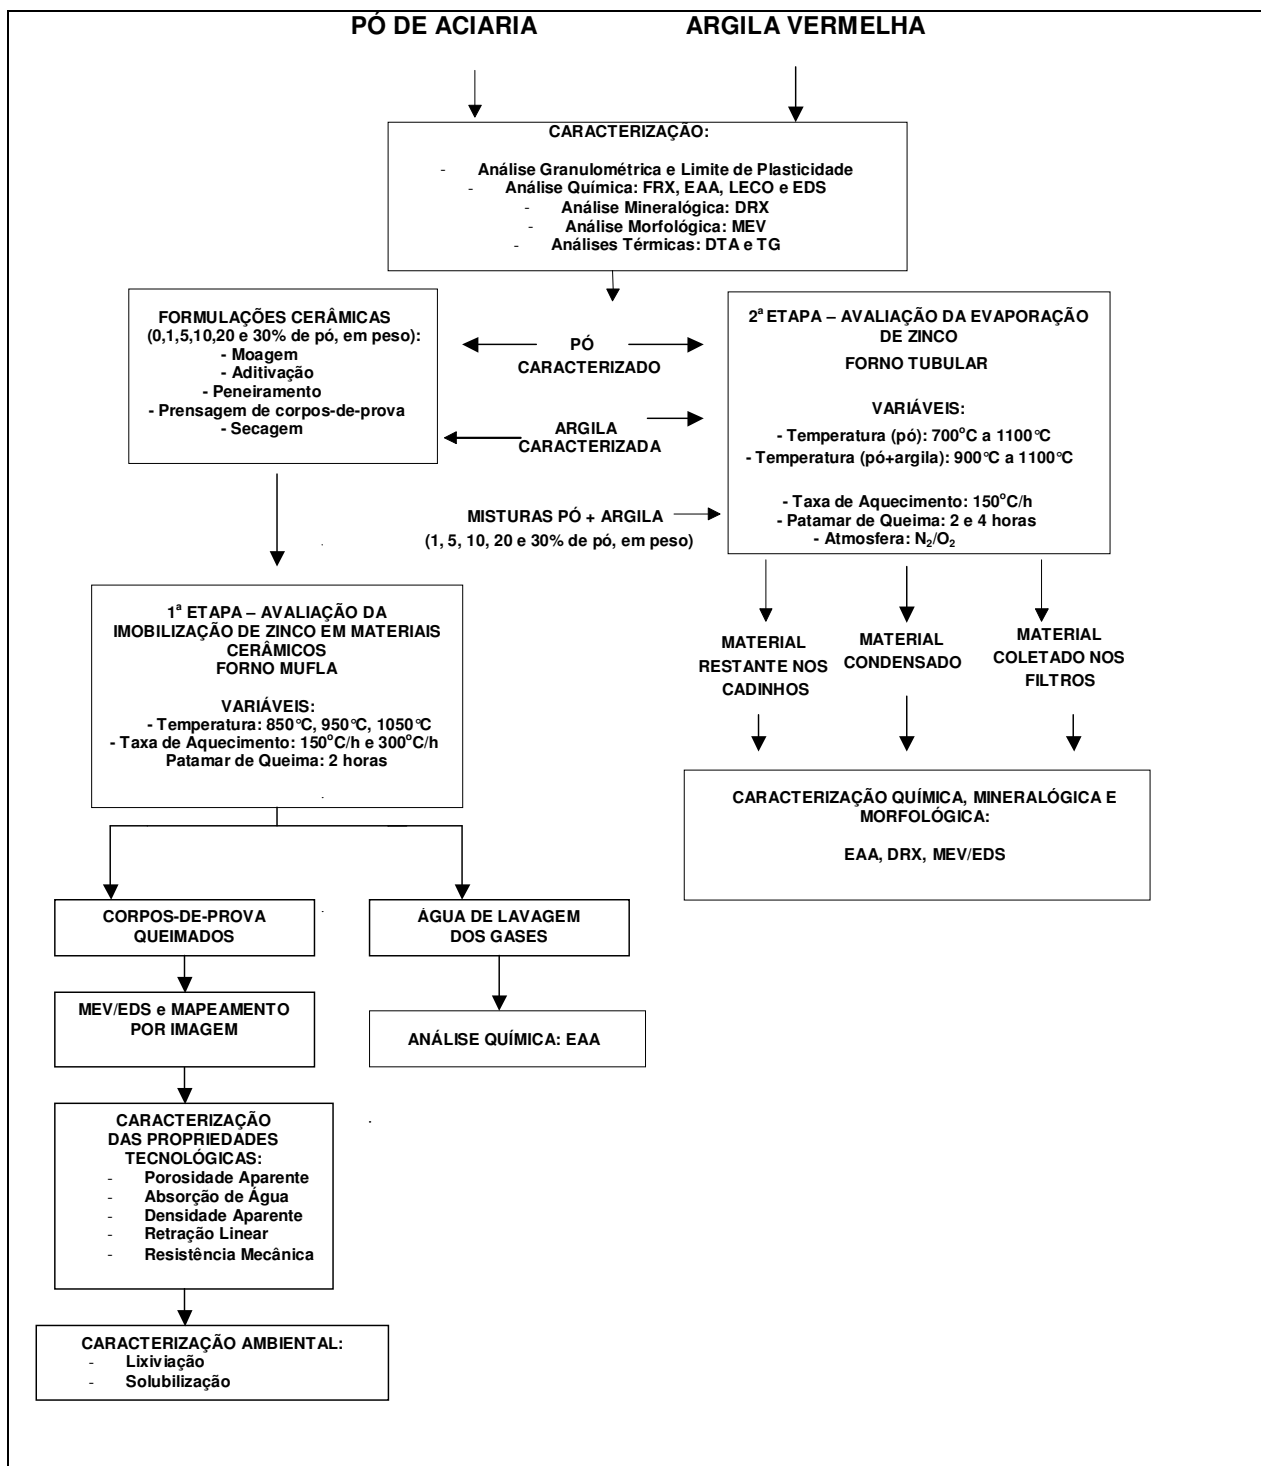 PÓ DE ACIARIA
ARGILA VERMELHA
CARACTERIZAÇÃO:
- Análise Granulométrica e Limite de Plasticidade
- Análise Química: FRX, EAA, LECO e EDS
- Análise Mineralógica: DRX
- Análise Morfológica: MEV
- Análises Térmicas: DTA e TG
FORMULAÇÕES CERÂMICAS
(0,1,5,10,20 e 30% de pó, em peso):
- Moagem
- Aditivação
- Peneiramento
- Prensagem de corpos-de-prova
- Secagem
PÓ
CARACTERIZADO
ARGILA
CARACTERIZADA
MISTURAS PÓ + ARGILA
(1, 5, 10, 20 e 30% de pó, em peso)
2ª ETAPA – AVALIAÇÃO DA EVAPORAÇÃO
DE ZINCO
FORNO TUBULAR
VARIÁVEIS:
- Temperatura (pó): 700°C a 1100°C
- Temperatura (pó+argila): 900°C a 1100°C
- Taxa de Aquecimento: 150°C/h
- Patamar de Queima: 2 e 4 horas
- Atmosfera: N₂/O₂
1ª ETAPA – AVALIAÇÃO DA
IMOBILIZAÇÃO DE ZINCO EM MATERIAIS
CERÂMICOS
FORNO MUFLA
VARIÁVEIS:
- Temperatura: 850°C, 950°C, 1050°C
- Taxa de Aquecimento: 150°C/h e 300°C/h
Patamar de Queima: 2 horas
MATERIAL
RESTANTE NOS
CADINHOS
MATERIAL
CONDENSADO
MATERIAL
COLETADO NOS
FILTROS
CARACTERIZAÇÃO QUÍMICA, MINERALÓGICA E
MORFOLÓGICA:
EAA, DRX, MEV/EDS
CORPOS-DE-PROVA
QUEIMADOS
ÁGUA DE LAVAGEM
DOS GASES
MEV/EDS e MAPEAMENTO
POR IMAGEM
ANÁLISE QUÍMICA: EAA
CARACTERIZAÇÃO
DAS PROPRIEDADES
TECNOLÓGICAS:
- Porosidade Aparente
- Absorção de Água
- Densidade Aparente
- Retração Linear
- Resistência Mecânica
CARACTERIZAÇÃO AMBIENTAL:
- Lixiviação
- Solubilização